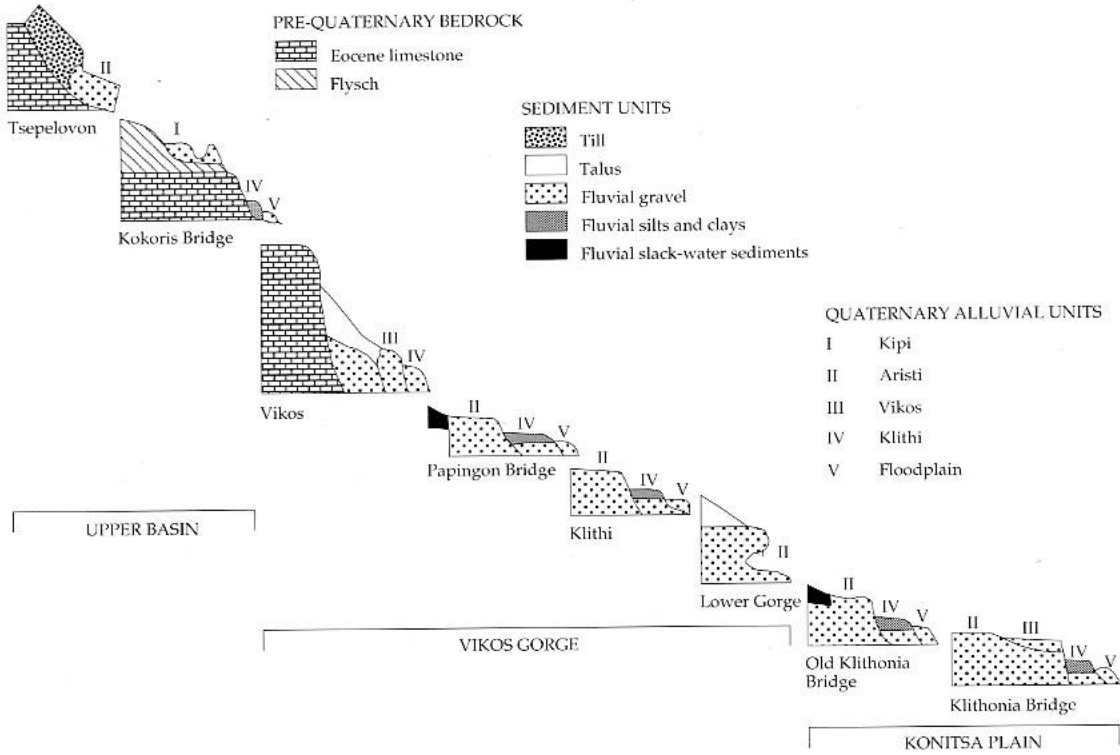 PRE-QUATERNARY BEDROCK
Eocene limestone
Flysch
SEDIMENT UNITS
Till
Talus
Fluvial gravel
Fluvial silts and clays
Fluvial slack-water sediments
QUATERNARY ALLUVIAL UNITS
I Kipi
II Aristi
III Vikos
IV Klithi
V Floodplain
II
Tsepelovon
I
IV
V
Kokoris Bridge
III
IV
Vikos
II
IV
V
Papingon Bridge
II
IV
V
Klithi
II
Lower Gorge
II
IV
V
Old Klithonia
Bridge
II
III
IV
V
Klithonia Bridge
UPPER BASIN
VIKOS GORGE
KONITSA PLAIN